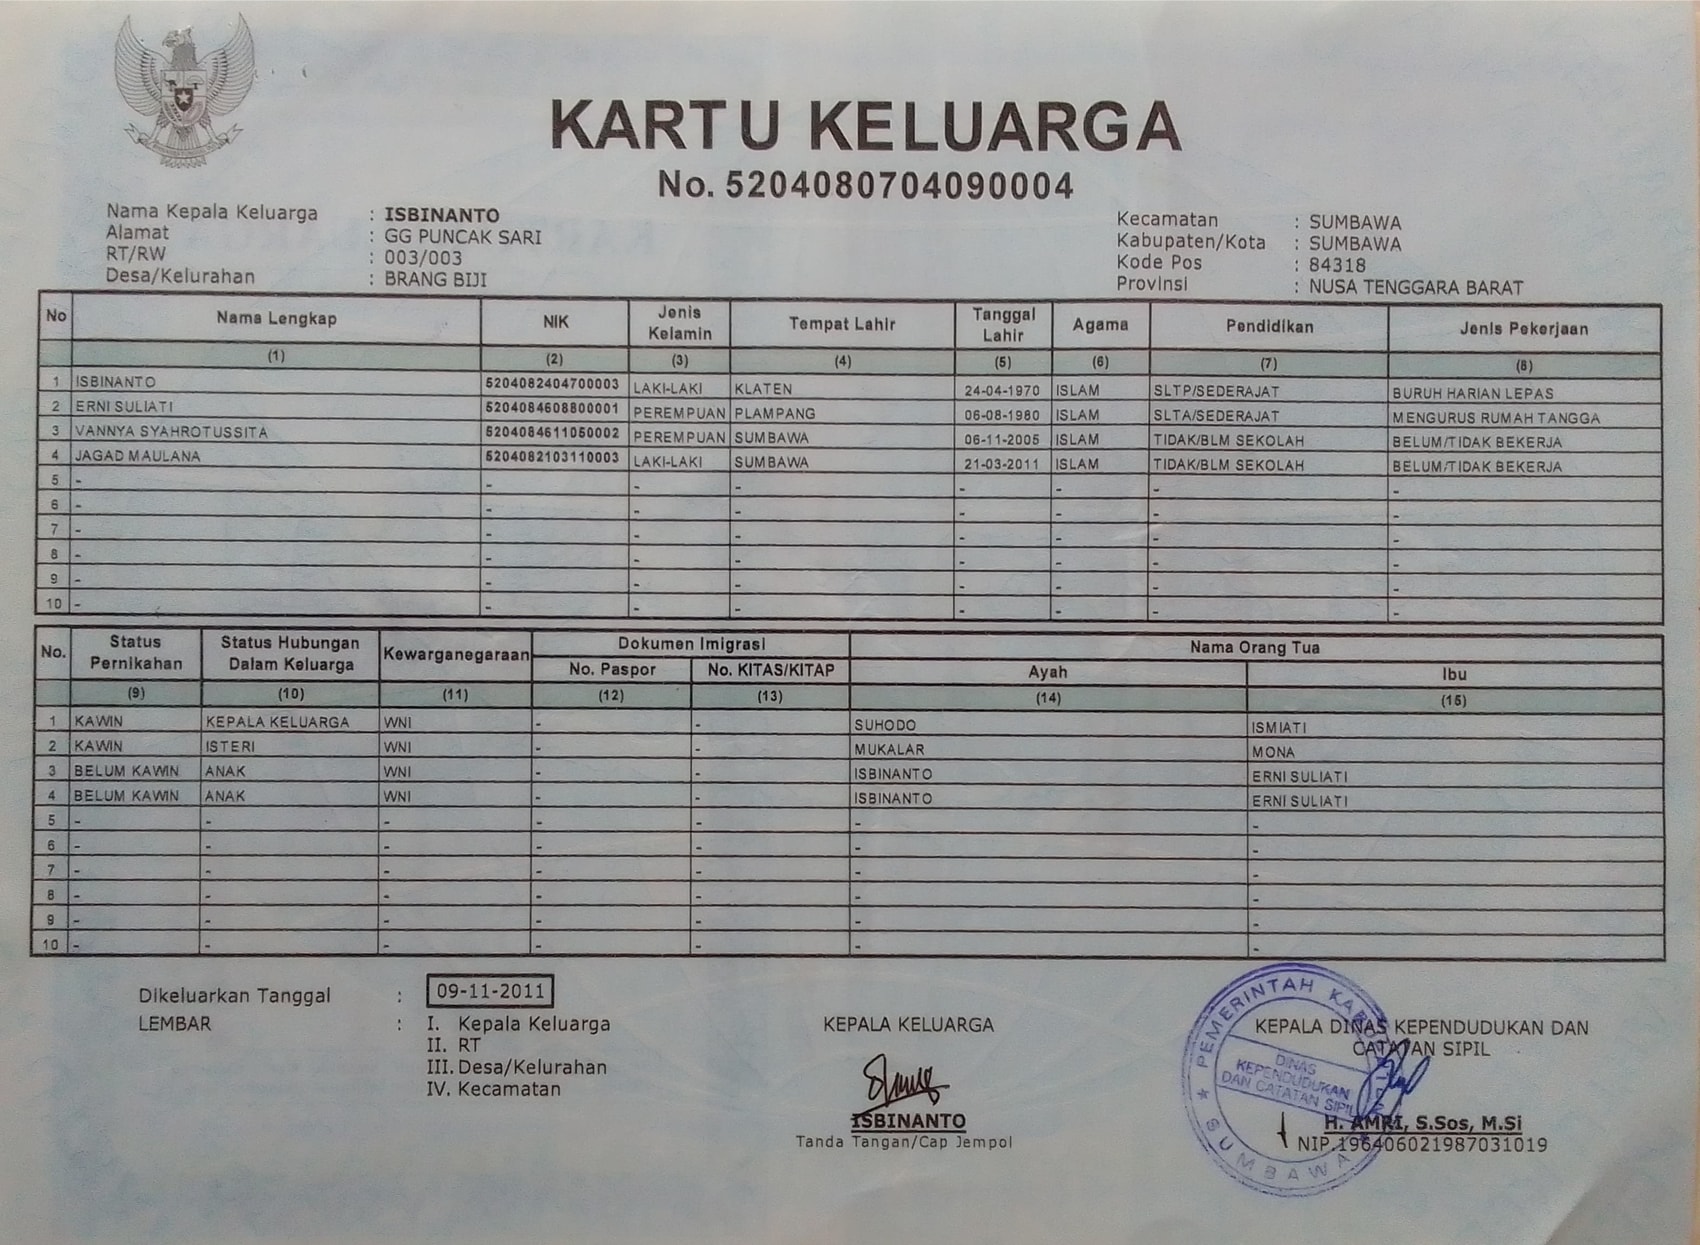 KARTU KELUARGA
No. 5204080704090004
Nama Kepala Keluarga : ISBINANTO
Alamat : GG PUNCAK SARI
RT/RW : 003/003
Desa/Kelurahan : BRANG BIJI
Kecamatan : SUMBAWA
Kabupaten/Kota : SUMBAWA
Kode Pos : 84318
Provinsi : NUSA TENGGARA BARAT
No Nama Lengkap NIK Jenis Kelamin Tempat Lahir Tanggal Lahir Agama Pendidikan Jenis Pekerjaan
(1) (2) (3) (4) (5) (6) (7) (8)
1 ISBINANTO 5204082404700003 LAKI-LAKI KLATEN 24-04-1970 ISLAM SLTP/SEDERAJAT BURUH HARIAN LEPAS
2 ERNI SULIATI 5204084608800001 PEREMPUAN PLAMPANG 06-08-1980 ISLAM SLTA/SEDERAJAT MENGURUS RUMAH TANGGA
3 VANNYA SYAHROTUSSITA 5204084611050002 PEREMPUAN SUMBAWA 06-11-2005 ISLAM TIDAK/BLM SEKOLAH BELUM/TIDAK BEKERJA
4 JAGAD MAULANA 5204082103110003 LAKI-LAKI SUMBAWA 21-03-2011 ISLAM TIDAK/BLM SEKOLAH BELUM/TIDAK BEKERJA
5 - - - - - - - -
6 - - - - - - - -
7 - - - - - - - -
8 - - - - - - - -
9 - - - - - - - -
10 - - - - - - - -
No. Status Pernikahan Status Hubungan Dalam Keluarga Kewarganegaraan Dokumen Imigrasi Nama Orang Tua
No. Paspor No. KITAS/KITAP Ayah Ibu
(9) (10) (11) (12) (13) (14) (15)
1 KAWIN KEPALA KELUARGA WNI - - SUHODO ISMIATI
2 KAWIN ISTERI WNI - - MUKALAR MONA
3 BELUM KAWIN ANAK WNI - - ISBINANTO ERNI SULIATI
4 BELUM KAWIN ANAK WNI - - ISBINANTO ERNI SULIATI
5 - - - - - - -
6 - - - - - - -
7 - - - - - - -
8 - - - - - - -
9 - - - - - - -
10 - - - - - - -
Dikeluarkan Tanggal : 09-11-2011
LEMBAR : I. Kepala Keluarga
II. RT
III. Desa/Kelurahan
IV. Kecamatan
KEPALA KELUARGA
ISBINANTO
Tanda Tangan/Cap Jempol
KEPALA DINAS KEPENDUDUKAN DAN
CATATAN SIPIL
H. AMRI, S.Sos, M.Si
NIP.196406021987031019
PEMERINTAH
SUMBAWA
DINAS
KEPENDUDUKAN
DAN CATATAN SIPIL